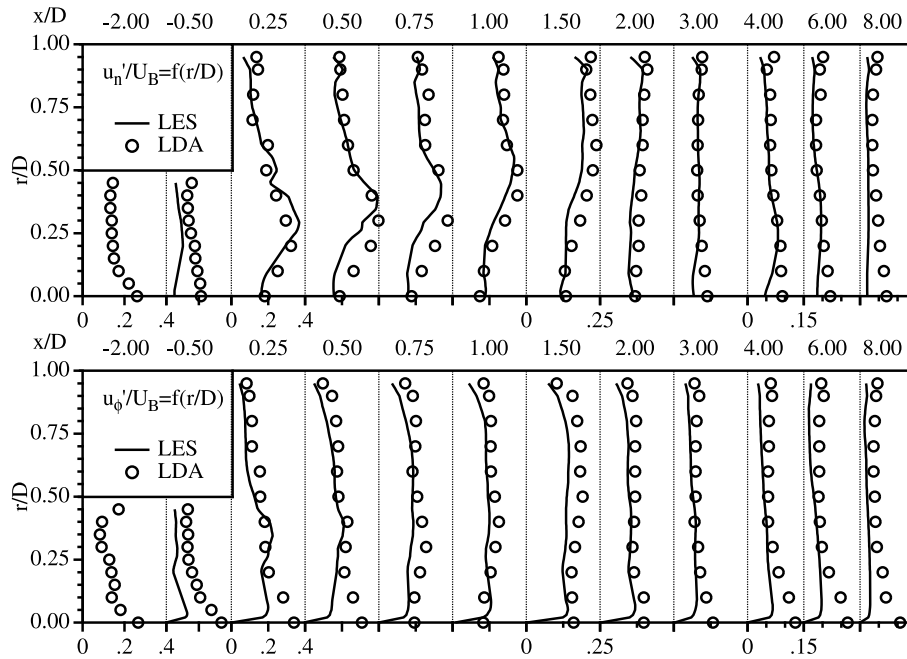 x/D -2.00 -0.50 0.25 0.50 0.75 1.00 1.50 2.00 3.00 4.00 6.00 8.00
1.00
u_n'/U_B=f(r/D)
0.75
LES
LDA
0.50
r/D
0.25
0.00
0 .2 .2 0 .2 .4 0 .25 0 .15
x/D -2.00 -0.50 0.25 0.50 0.75 1.00 1.50 2.00 3.00 4.00 6.00 8.00
1.00
u_ϕ'/U_B=f(r/D)
0.75
LES
LDA
0.50
r/D
0.25
0.00
0 .2 .2 0 .2 .4 0 .25 0 .15